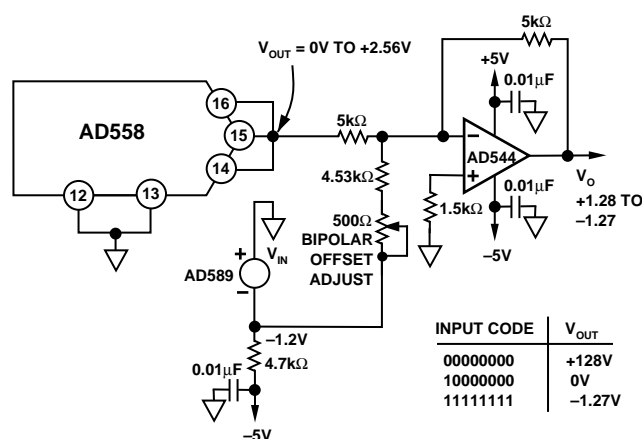 V_OUT = 0V TO +2.56V
5kΩ
+5V
0.01μF
16
AD558
15
14
5kΩ
–
AD544
+
4.53kΩ
12
13
0.01μF
V_O
+1.28 TO
–1.27
500Ω
BIPOLAR
OFFSET
ADJUST
1.5kΩ
–5V
+
V_IN
AD589
–
–1.2V
4.7kΩ
0.01μF
–5V
INPUT CODE V_OUT
00000000 +128V
10000000 0V
11111111 –1.27V